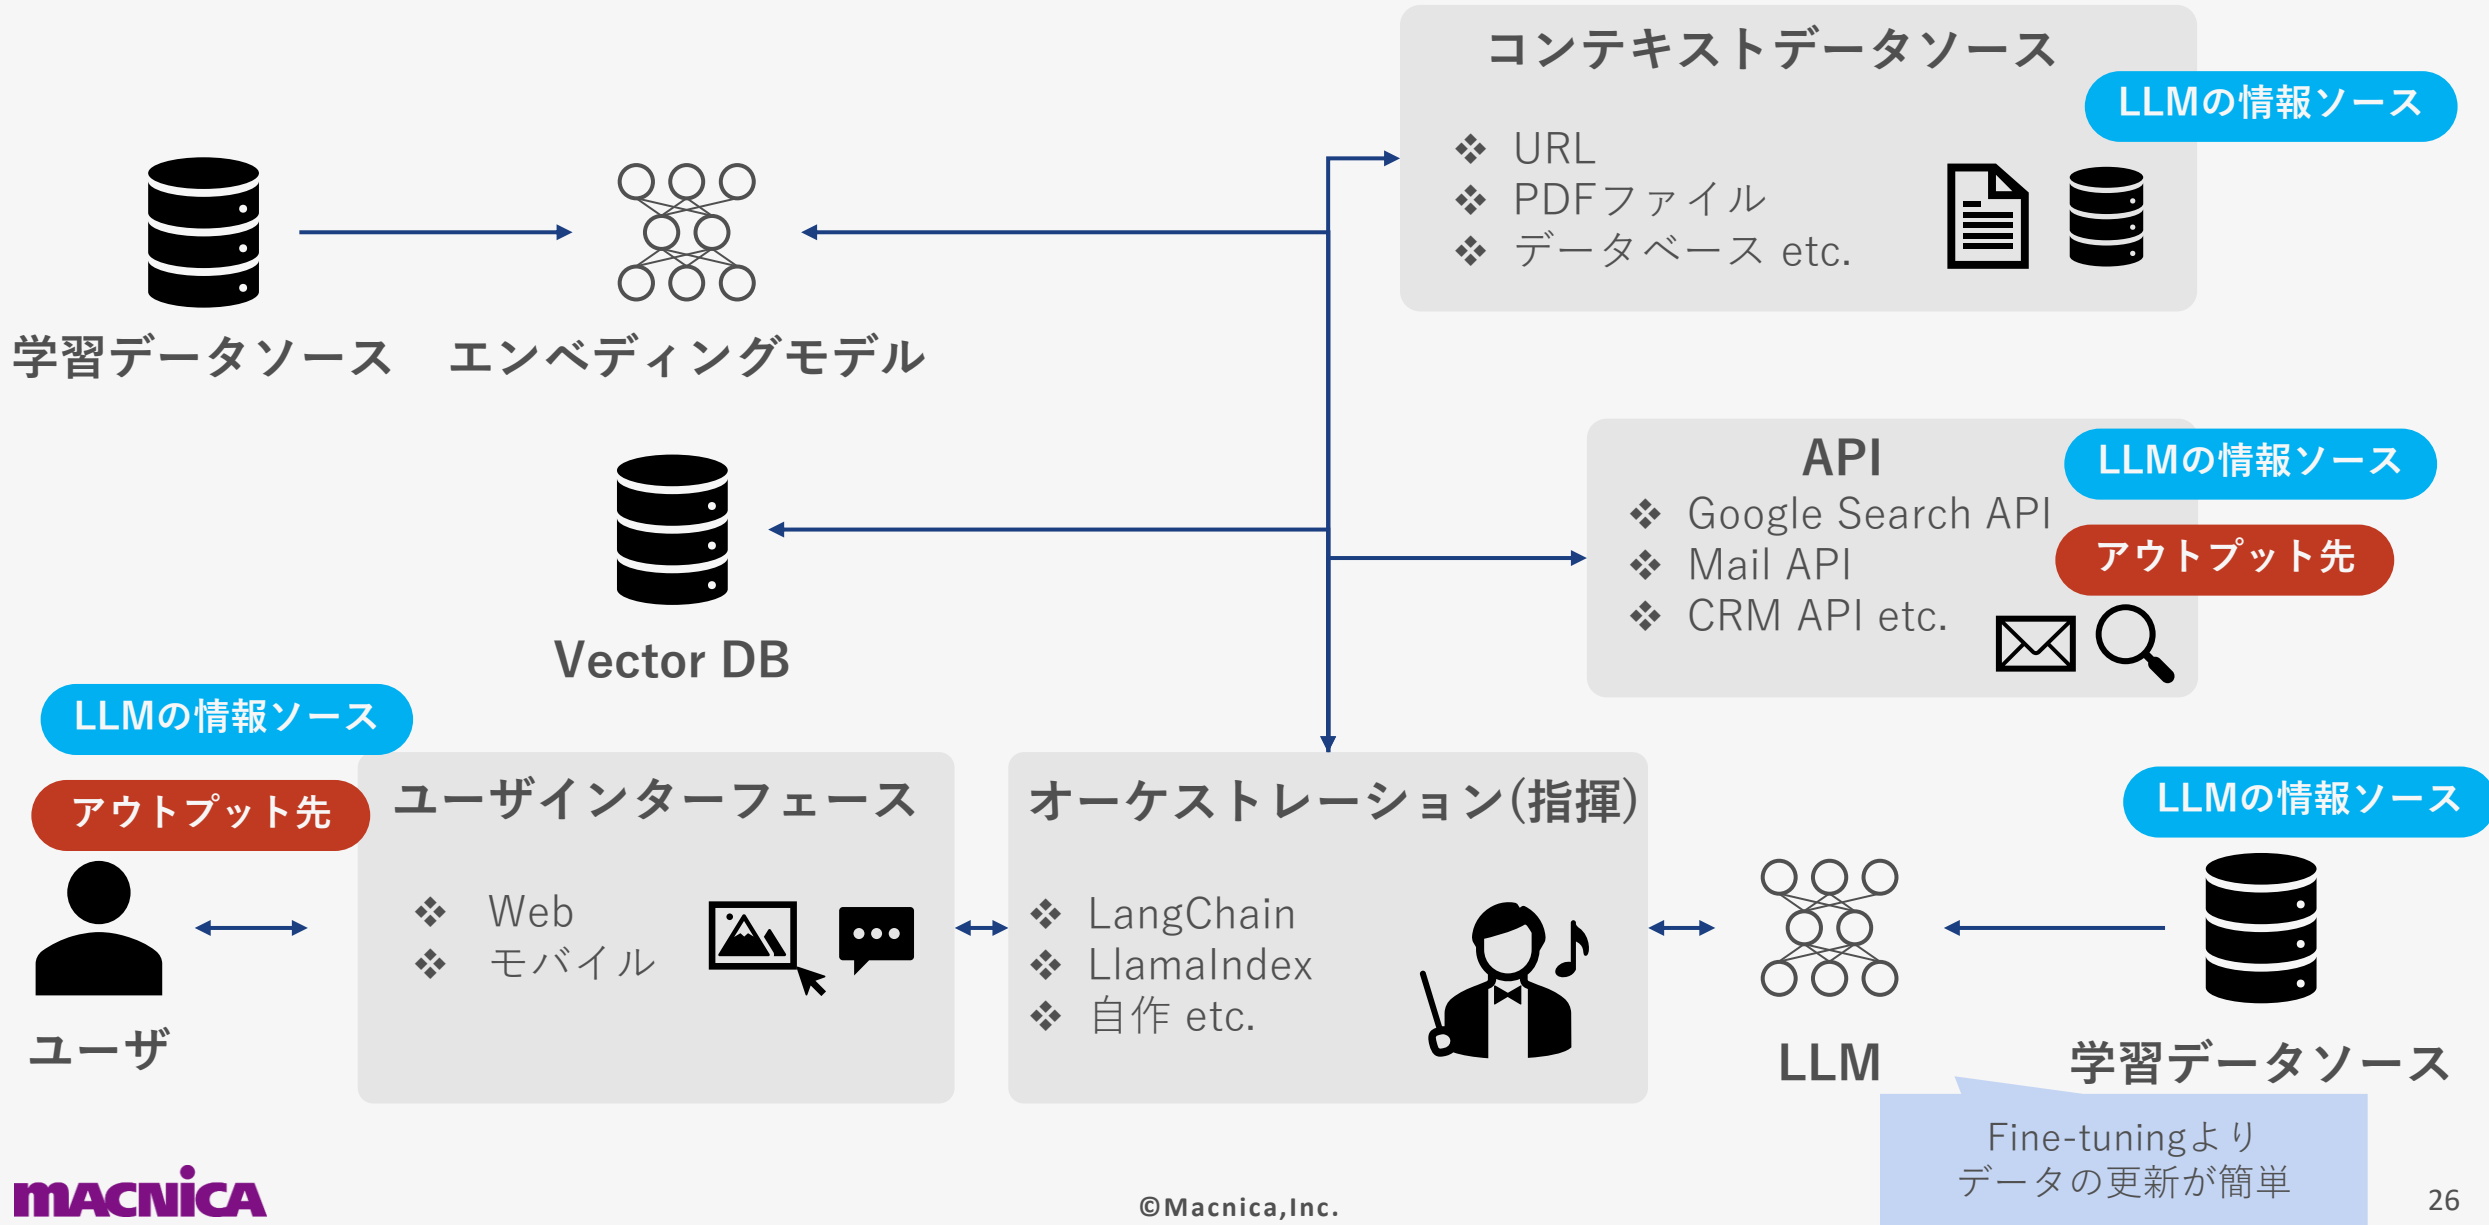 コンテキストデータソース
LLMの情報ソース
URL
PDFファイル
データベース etc.
学習データソース
エンベディングモデル
API
LLMの情報ソース
Google Search API
アウトプット先
Mail API
CRM API etc.
Vector DB
LLMの情報ソース
アウトプット先
ユーザ
ユーザインターフェース
Web
モバイル
オーケストレーション(指揮)
LangChain
LlamaIndex
自作 etc.
LLM
LLMの情報ソース
学習データソース
Fine-tuningより
データの更新が簡単
MACNiCA
©Macnica,Inc.
26